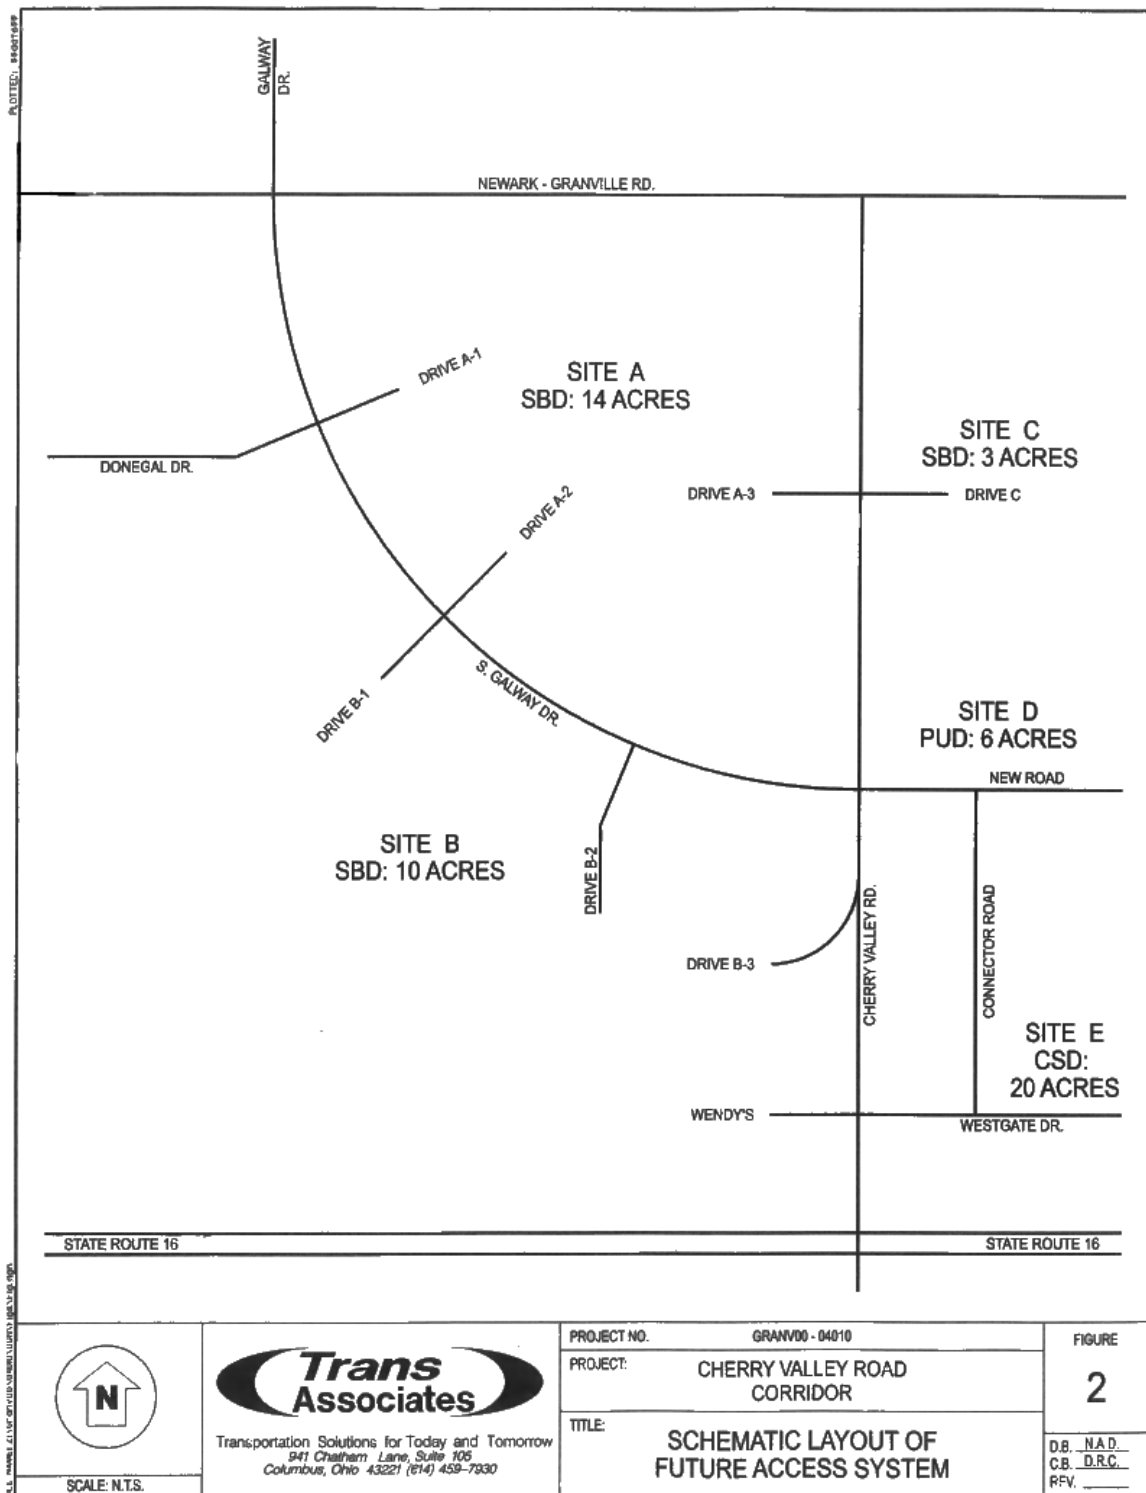 GALWAY
DR.
NEWARK - GRANVILLE RD.
DRIVE A-1
SITE A
SBD: 14 ACRES
DONEGAL DR.
SITE C
SBD: 3 ACRES
DRIVE A-2
DRIVE A-3
DRIVE C
S. GALWAY DR.
DRIVE B-1
SITE D
PUD: 6 ACRES
NEW ROAD
SITE B
SBD: 10 ACRES
DRIVE B-2
CHERRY VALLEY RD.
CONNECTOR ROAD
DRIVE B-3
SITE E
CSD:
20 ACRES
WENDY'S
WESTGATE DR.
STATE ROUTE 16
STATE ROUTE 16
N
SCALE: N.T.S.
Trans
Associates
Transportation Solutions for Today and Tomorrow
941 Chatham Lane, Suite 105
Columbus, Ohio 43221 (614) 459-7930
PROJECT NO. GRANV00 - 04010
PROJECT: CHERRY VALLEY ROAD
CORRIDOR
TITLE: SCHEMATIC LAYOUT OF
FUTURE ACCESS SYSTEM
FIGURE
2
D.B. N.A.D.
C.B. D.R.C.
REV.
PLOTTED: